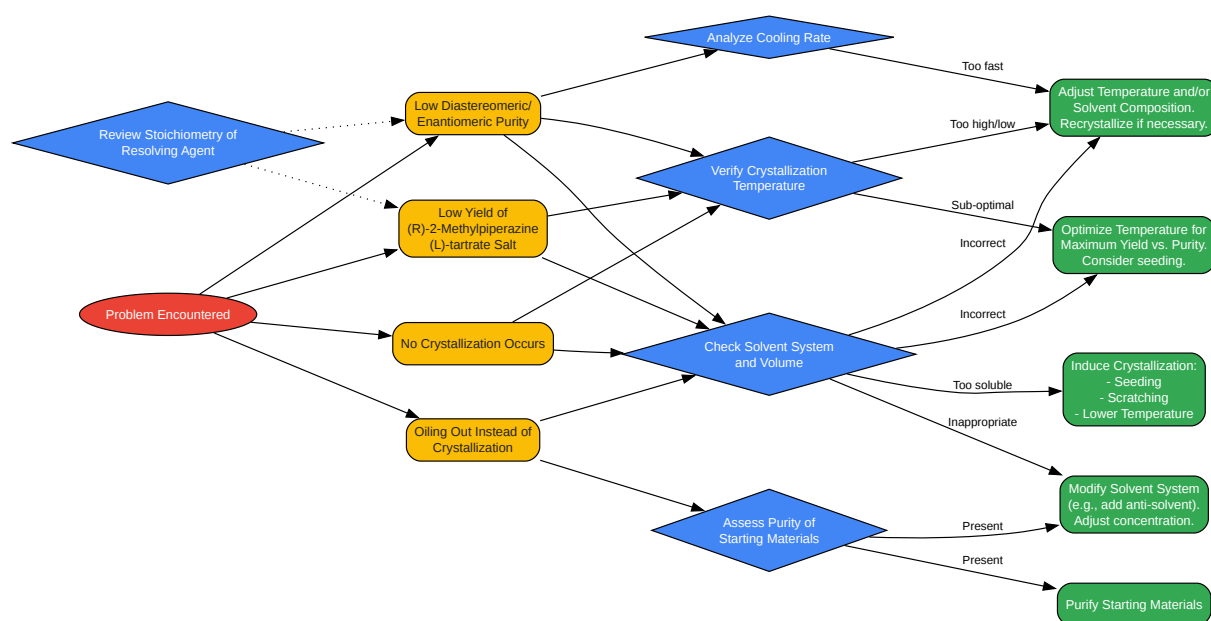 Analyze Cooling Rate
Too fast
Adjust Temperature and/or
Solvent Composition.
Recrystallize if necessary.
Low Diastereomeric/
Enantiomeric Purity
Review Stoichiometry of
Resolving Agent
Too high/low
Verify Crystallization
Temperature
Sub-optimal
Low Yield of
(R)-2-Methylpiperazine
(L)-tartrate Salt
Optimize Temperature for
Maximum Yield vs. Purity.
Consider seeding.
Incorrect
Problem Encountered
Incorrect
No Crystallization Occurs
Check Solvent System
and Volume
Too soluble
Induce Crystallization:
- Seeding
- Scratching
- Lower Temperature
Inappropriate
Oiling Out Instead of
Crystallization
Modify Solvent System
(e.g., add anti-solvent).
Adjust concentration.
Assess Purity of
Starting Materials
Present
Present
Purify Starting Materials